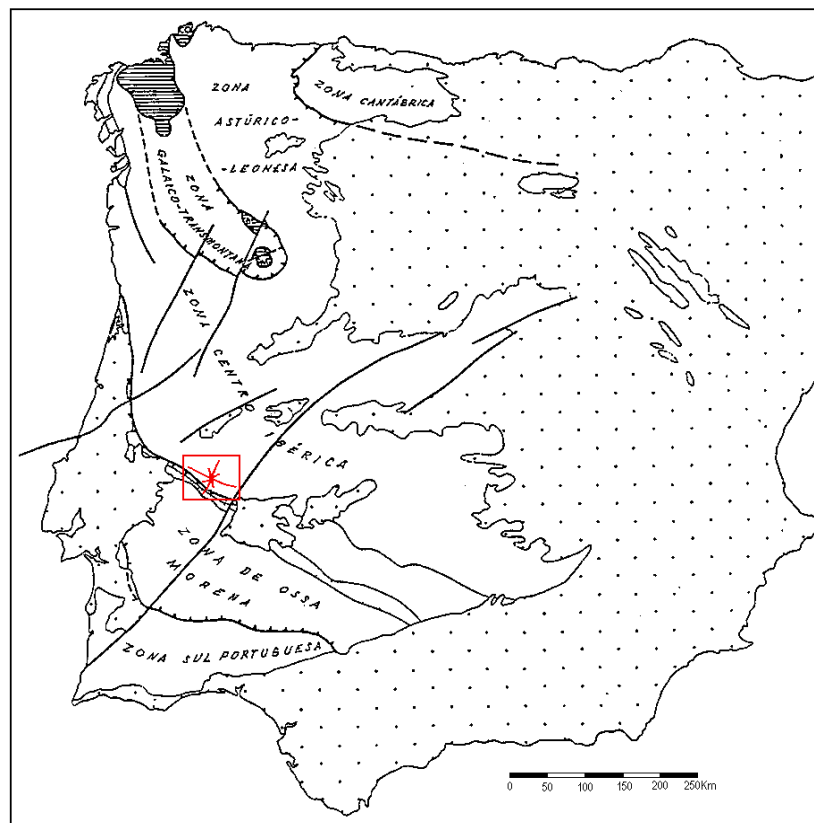 ZONA CANTÁBRICA
ZONA
ASTÚRICO-
-LEONESA
ZONA
GALAICO-TRANSMONTANA
ZONA
CENTRO IBÉRICA
ZONA DE OSSA
MORENA
ZONA SUL PORTUGUESA
0 50 100 150 200 250Km